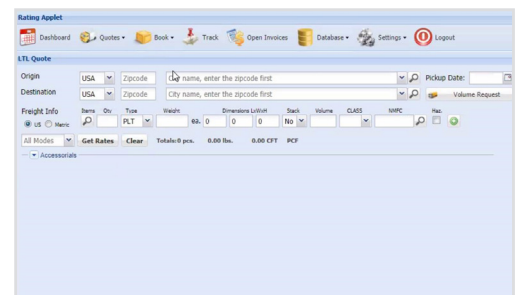 Rating Applet
Dashboard Quotes Book Track Open Invoices Database Settings Logout
LTL Quote
Origin USA Zipcode City name, enter the zipcode first Pickup Date:
Destination USA Zipcode City name, enter the zipcode first Volume Request
Freight Info Items Qty Type Weight Dimensions LxWxH Stack Volume CLASS NMFC Haz.
US Metric PLT ea. 0 0 0 No
All Modes Get Rates Clear Totals: 0 pcs. 0.00 lbs. 0.00 CFT PCF
Accessorials